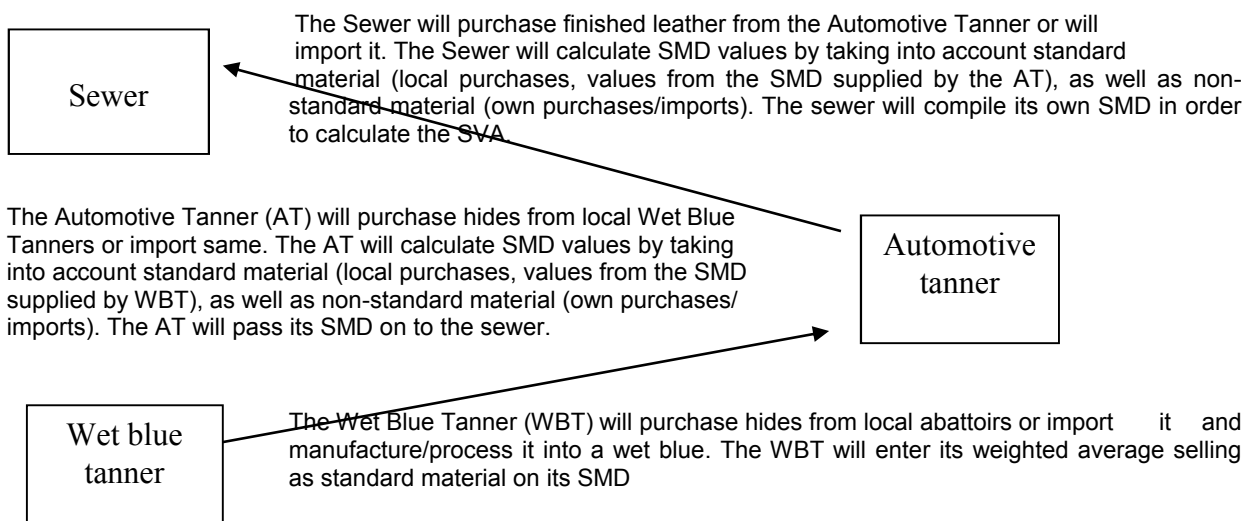 Sewer
The Sewer will purchase finished leather from the Automotive Tanner or will
import it. The Sewer will calculate SMD values by taking into account standard
material (local purchases, values from the SMD supplied by the AT), as well as non-
standard material (own purchases/imports). The sewer will compile its own SMD in order
to calculate the SVA.
The Automotive Tanner (AT) will purchase hides from local Wet Blue
Tanners or import same. The AT will calculate SMD values by taking
into account standard material (local purchases, values from the SMD
supplied by WBT), as well as non-standard material (own purchases/
imports). The AT will pass its SMD on to the sewer.
Automotive
tanner
Wet blue
tanner
The Wet Blue Tanner (WBT) will purchase hides from local abattoirs or import it and
manufacture/process it into a wet blue. The WBT will enter its weighted average selling
as standard material on its SMD